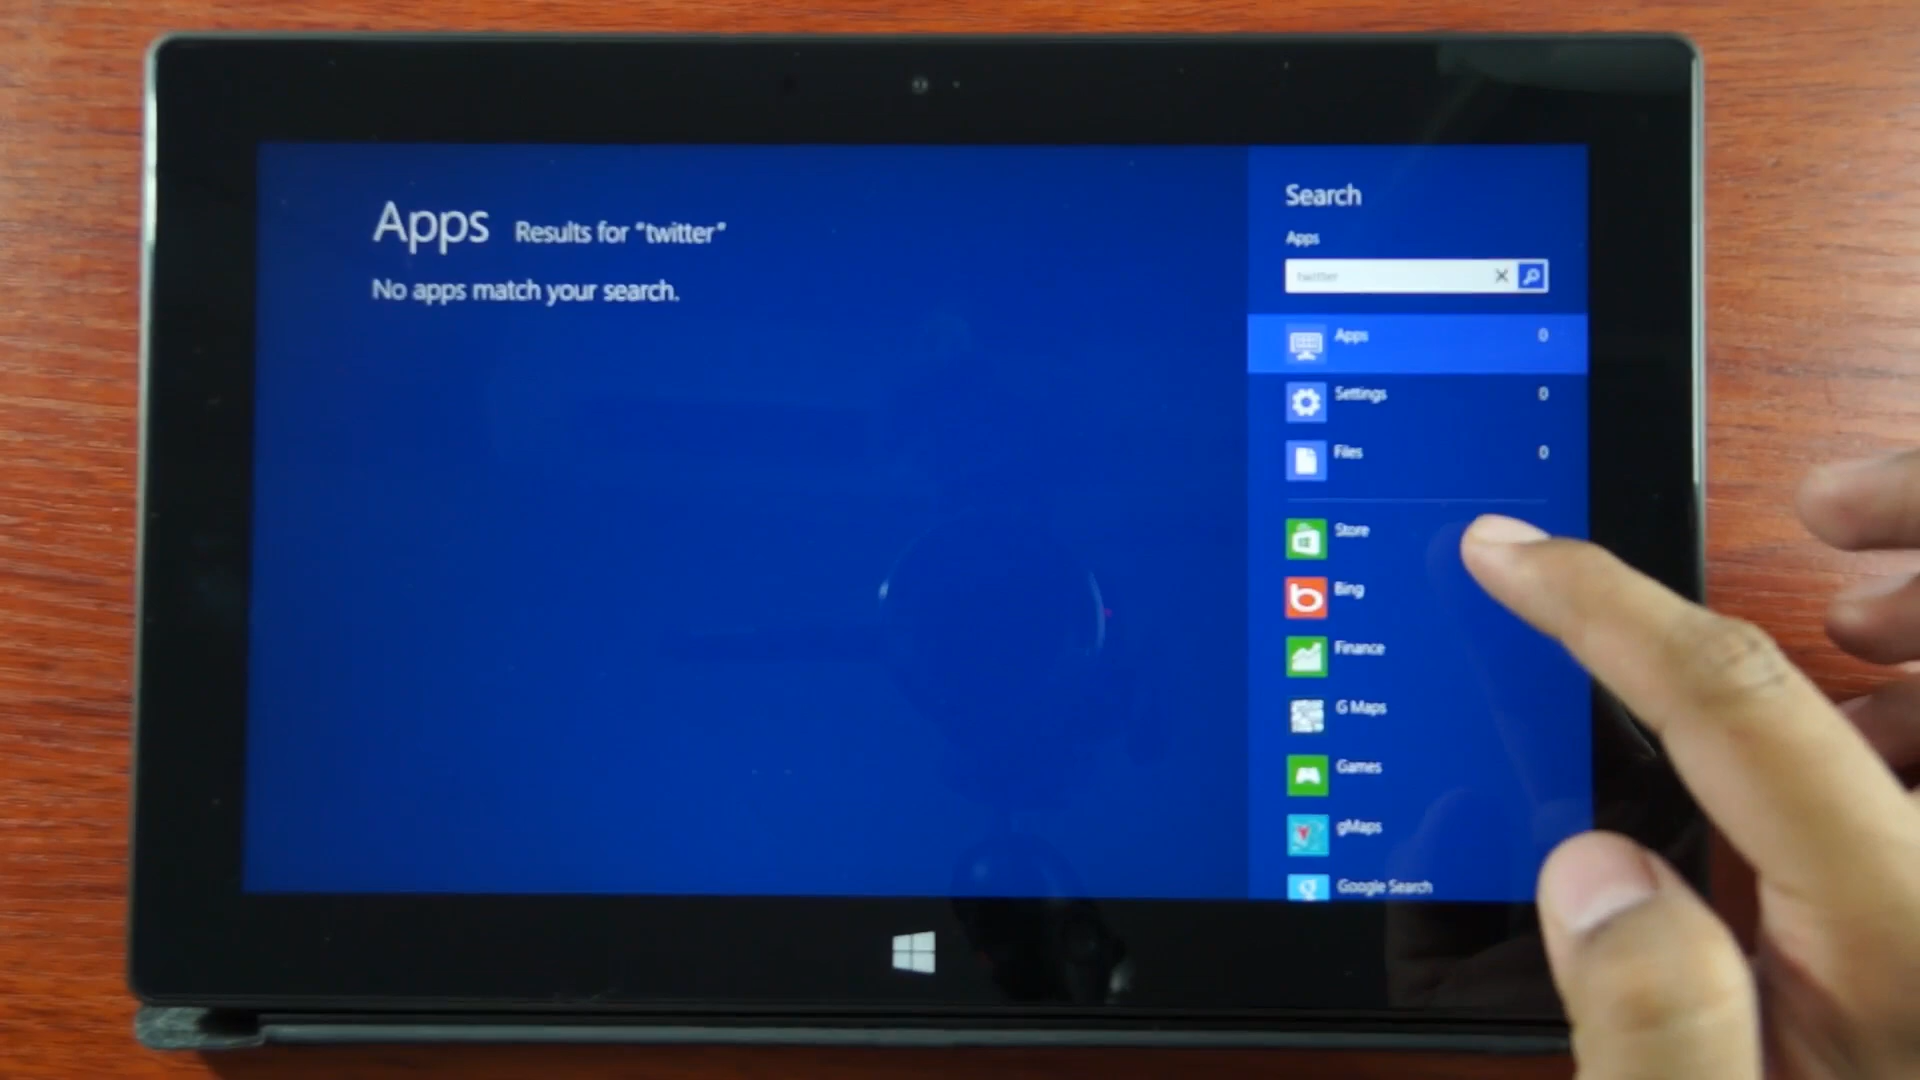 Apps Results for "twitter"
No apps match your search.
Search
Apps
twitter
Apps 0
Settings 0
Files 0
Store
Bing
Finance
G Maps
Games
gMaps
Google Search